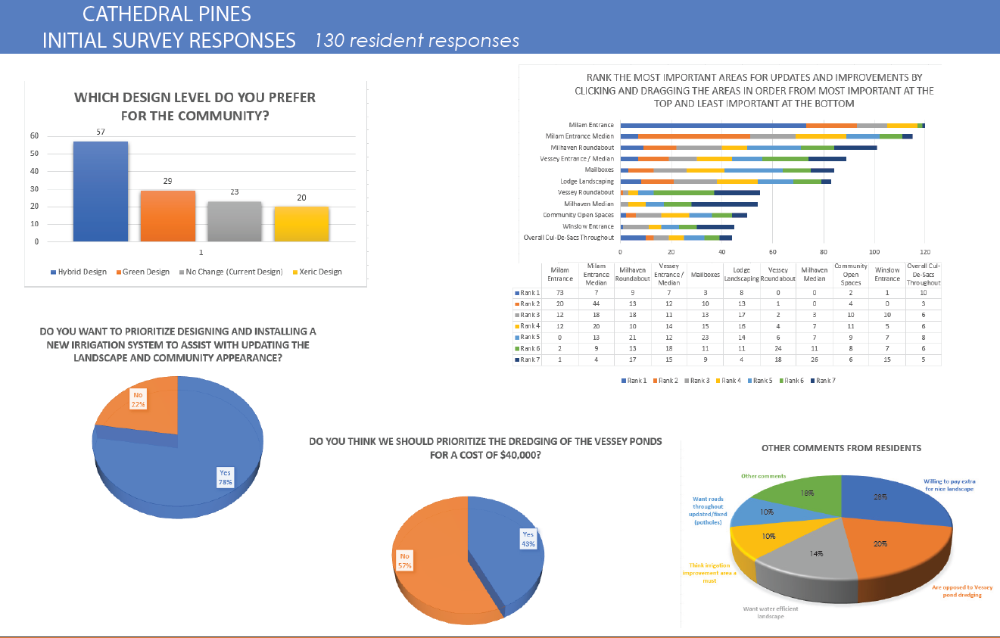 CATHEDRAL PINES
INITIAL SURVEY RESPONSES 130 resident responses
WHICH DESIGN LEVEL DO YOU PREFER
FOR THE COMMUNITY?
57
29
23
20
60
50
40
30
20
10
0
1
Hybrid Design Green Design No Change (Current Design) Xeric Design
RANK THE MOST IMPORTANT AREAS FOR UPDATES AND IMPROVEMENTS BY
CLICKING AND DRAGGING THE AREAS IN ORDER FROM MOST IMPORTANT AT THE
TOP AND LEAST IMPORTANT AT THE BOTTOM
Milam Entrance
Milam Entrance Median
Milhaven Roundabout
Vessey Entrance / Median
Mailboxes
Lodge Landscaping
Vessey Roundabout
Milhaven Median
Community Open Spaces
Winslow Entrance
Overall Cul-De-Sacs Throughout
0 20 40 60 80 100 120
Milam Entrance Milam Entrance Median Milhaven Roundabout Vessey Entrance / Median Mailboxes Lodge Landscaping Vessey Roundabout Milhaven Median Community Open Spaces Winslow Entrance Overall Cul-De-Sacs Throughout
Rank 1 73 7 9 7 3 8 0 0 2 1 10
Rank 2 20 44 13 12 10 13 1 0 4 0 3
Rank 3 12 18 18 11 13 17 2 3 10 10 6
Rank 4 12 20 10 14 15 16 4 7 11 5 6
Rank 5 0 13 21 12 23 14 6 7 9 7 8
Rank 6 2 9 13 18 11 11 24 11 8 7 6
Rank 7 1 4 17 15 9 4 18 26 6 15 5
Rank 1 Rank 2 Rank 3 Rank 4 Rank 5 Rank 6 Rank 7
DO YOU WANT TO PRIORITIZE DESIGNING AND INSTALLING A
NEW IRRIGATION SYSTEM TO ASSIST WITH UPDATING THE
LANDSCAPE AND COMMUNITY APPEARANCE?
No
22%
Yes
78%
DO YOU THINK WE SHOULD PRIORITIZE THE DREDGING OF THE VESSEY PONDS
FOR A COST OF $40,000?
Yes
43%
No
57%
OTHER COMMENTS FROM RESIDENTS
Other comments
18%
Willing to pay extra
for nice landscape
28%
Want roads
throughout
updated/fixed
(potholes)
10%
10%
20%
14%
Think irrigation
improvement area a
must
Are opposed to Vessey
pond dredging
Want water efficient
landscape